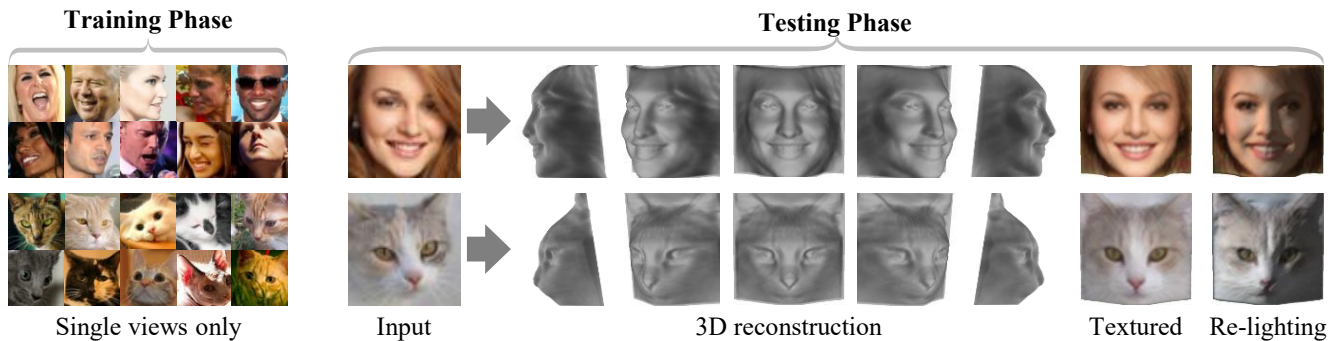 Training Phase
Testing Phase
Single views only
Input
3D reconstruction
Textured
Re-lighting